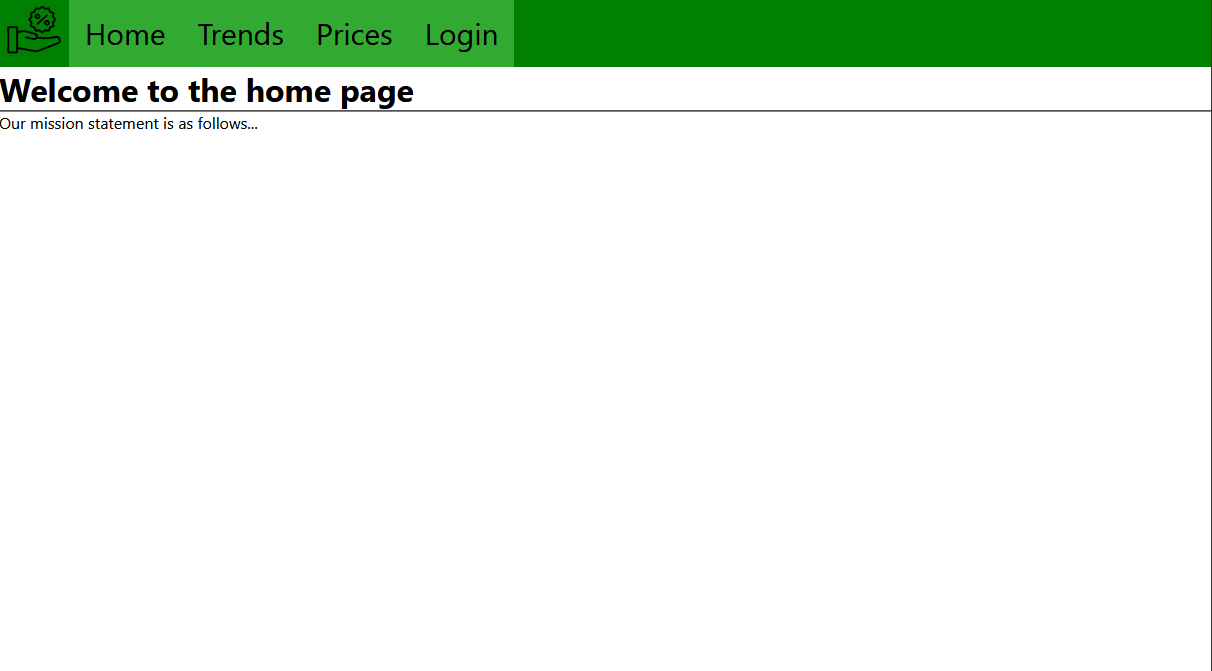 %
Home Trends Prices Login
Welcome to the home page
Our mission statement is as follows...